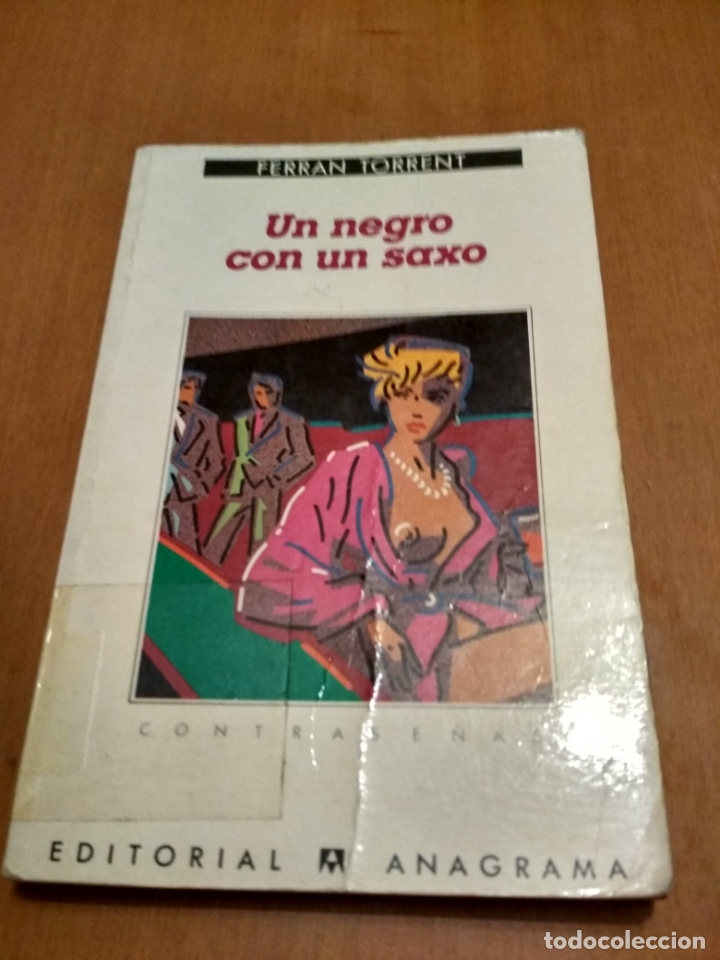 FERRAN TORRENT
Un negro
con un saxo
CONTRASEÑAS
EDITORIAL ANAGRAMA
todocoleccion